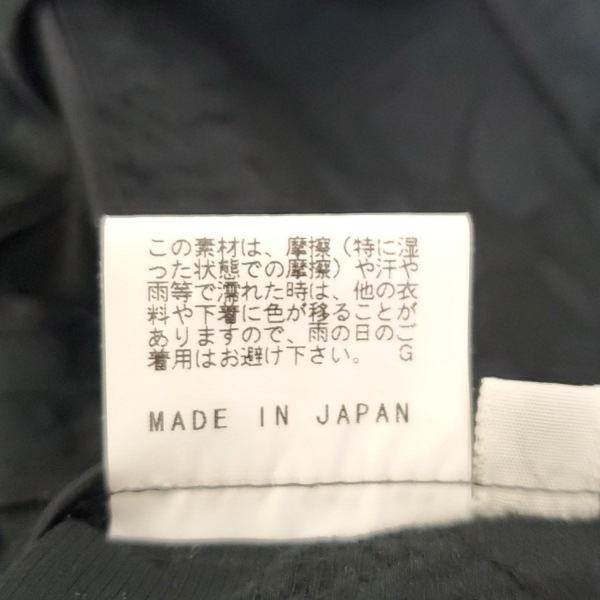 この素材は、摩擦（特に湿
った状態での摩擦）や汗や
雨等で濡れた時は、他の衣
料や下着に色が移ることが
ありますので、雨の日のご
着用はお避け下さい。 G
MADE IN JAPAN